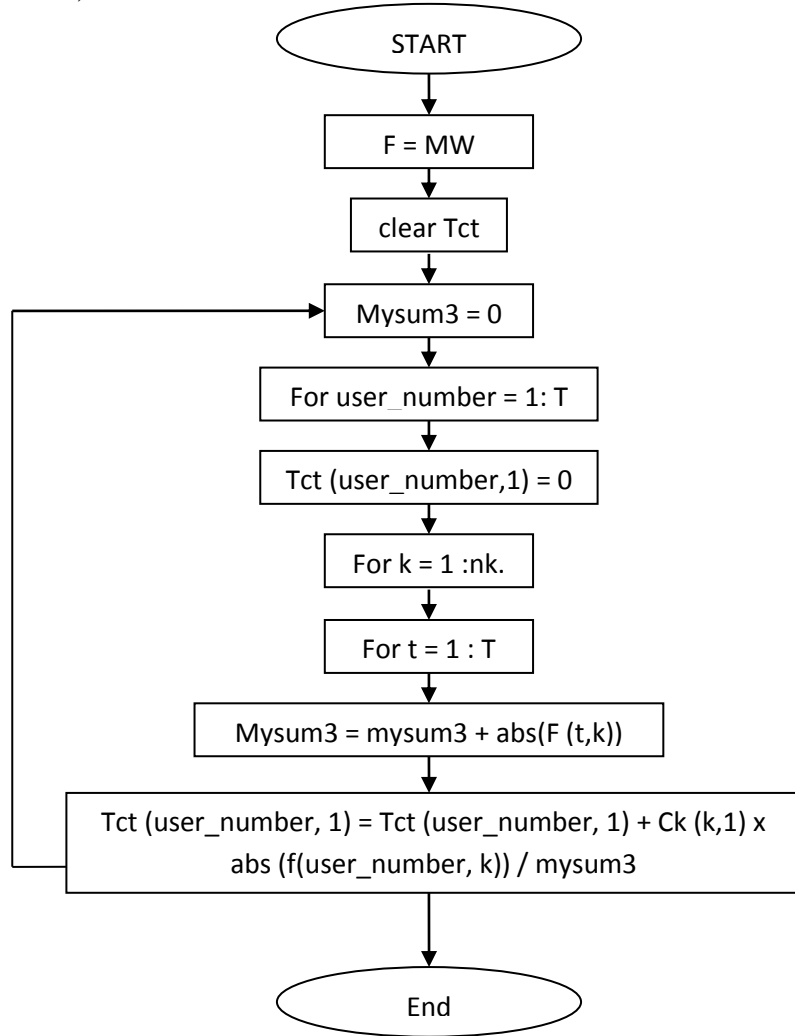 START
F = MW
clear Tct
Mysum3 = 0
For user_number = 1: T
Tct (user_number,1) = 0
For k = 1 :nk.
For t = 1 : T
Mysum3 = mysum3 + abs(F (t,k))
Tct (user_number, 1) = Tct (user_number, 1) + Ck (k,1) x
abs (f(user_number, k)) / mysum3
End